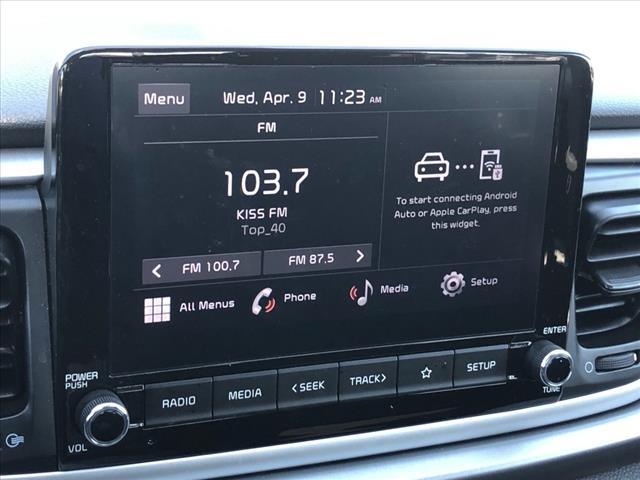 Menu
Wed, Apr. 9 11:23 AM
FM
103.7
KISS FM
Top_40
< FM 100.7
FM 87.5 >
To start connecting Android
Auto or Apple CarPlay, press
this widget.
All Menus
Phone
Media
Setup
POWER
PUSH
VOL
RADIO
MEDIA
<SEEK
TRACK>
SETUP
ENTER
TUNE